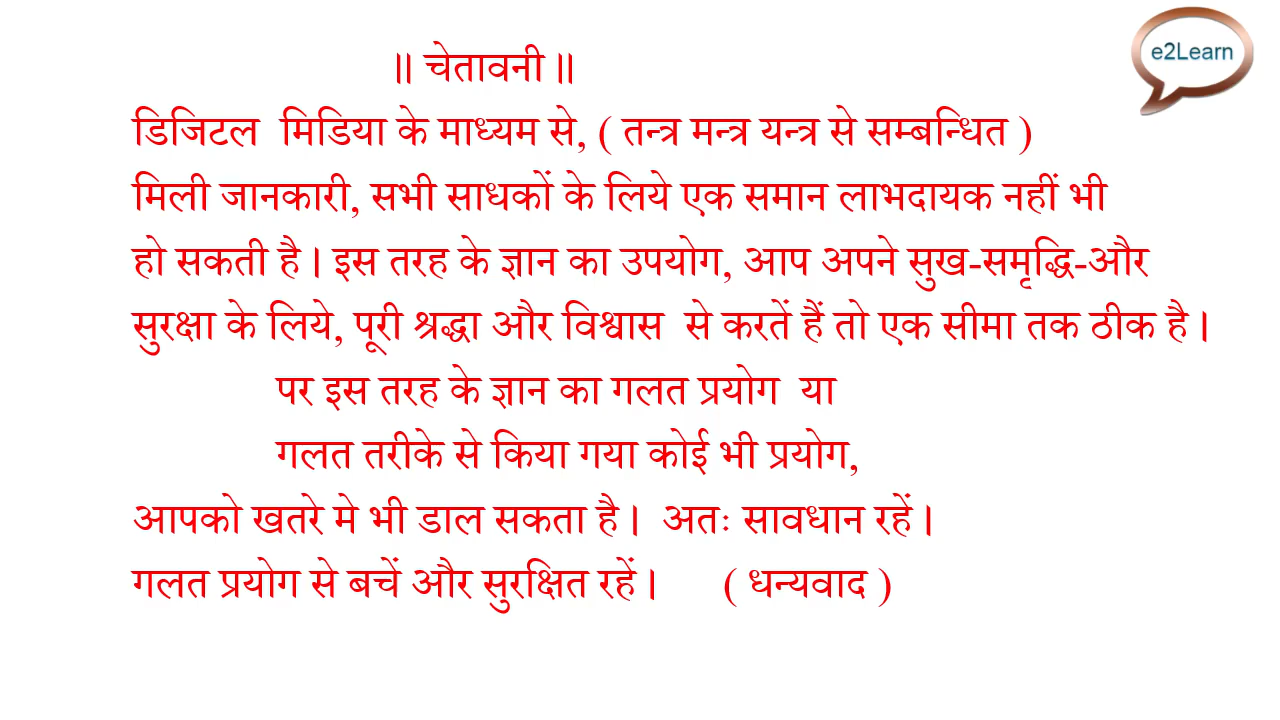 ॥ चेतावनी ॥
e2Learn
डिजिटल मिडिया के माध्यम से, ( तन्त्र मन्त्र यन्त्र से सम्बन्धित )
मिली जानकारी, सभी साधकों के लिये एक समान लाभदायक नहीं भी
हो सकती है । इस तरह के ज्ञान का उपयोग, आप अपने सुख-समृद्धि-और
सुरक्षा के लिये, पूरी श्रद्धा और विश्वास से करतें हैं तो एक सीमा तक ठीक है ।
पर इस तरह के ज्ञान का गलत प्रयोग या
गलत तरीके से किया गया कोई भी प्रयोग,
आपको खतरे मे भी डाल सकता है । अतः सावधान रहें ।
गलत प्रयोग से बचें और सुरक्षित रहें । ( धन्यवाद )